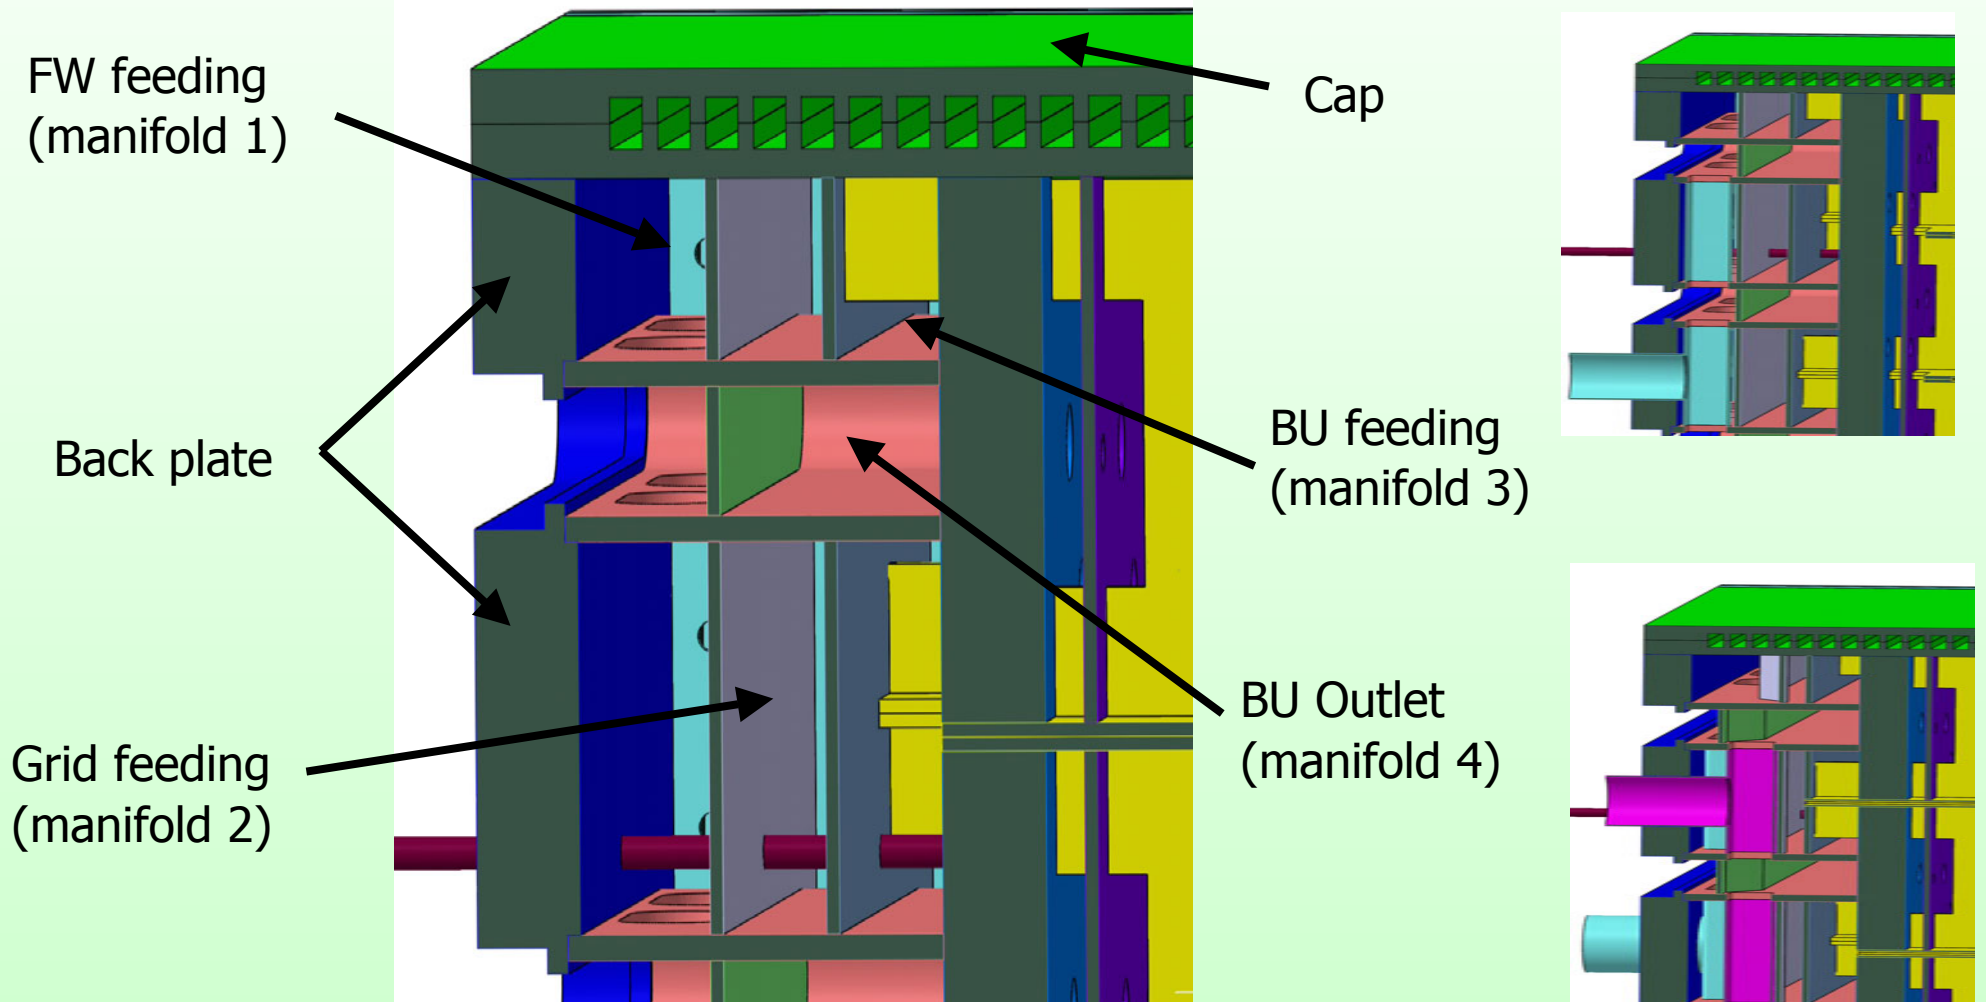 FW feeding
(manifold 1)
Cap
Back plate
BU feeding
(manifold 3)
Grid feeding
(manifold 2)
BU Outlet
(manifold 4)